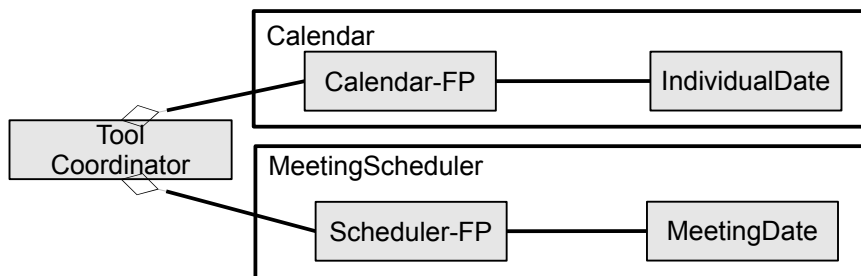 Calendar
Calendar-FP
IndividualDate
Tool
Coordinator
MeetingScheduler
Scheduler-FP
MeetingDate